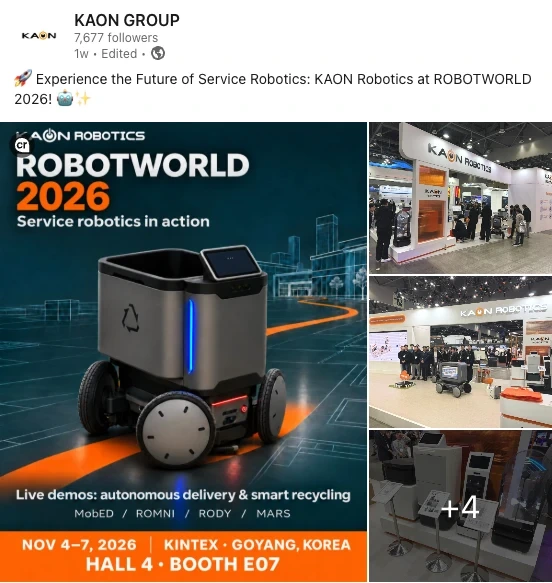 KAON
KAON GROUP
7,677 followers
1w • Edited •
🚀 Experience the Future of Service Robotics: KAON Robotics at ROBOTWORLD
2026! 🤖✨
KAON ROBOTICS
cr
ROBOTWORLD
2026
Service robotics in action
Live demos: autonomous delivery & smart recycling
MobED / ROMNI / RODY / MARS
NOV 4–7, 2026 | KINTEX · GOYANG, KOREA
HALL 4 · BOOTH E07
KAON ROBOTICS
KAON ROBOTICS
+4